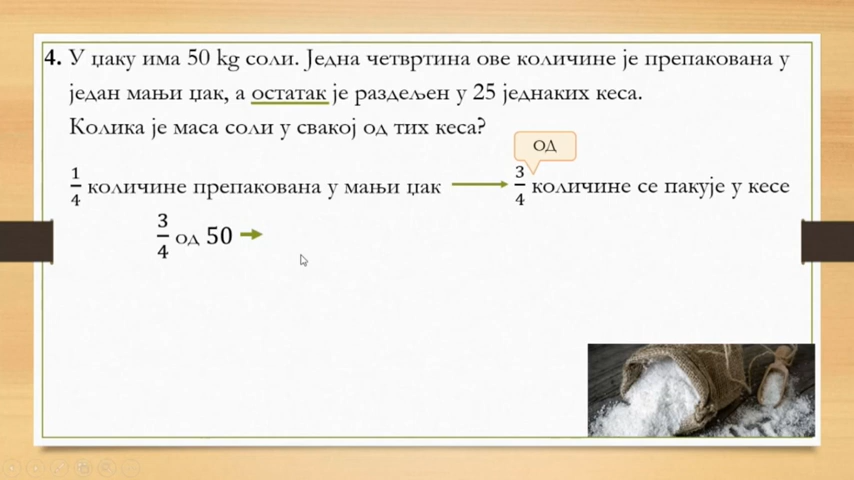 4. У џаку има 50 kg соли. Једна четвртина ове количине је препакована у
један мањи џак, а остатак је раздељен у 25 једнаких кеса.
Колика је маса соли у свакој од тих кеса?
од
1/4 количине препакована у мањи џак 3/4 количине се пакује у кесе
3/4 од 50